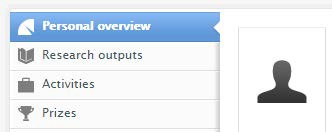 Personal overview
Research outputs
Activities
Prizes